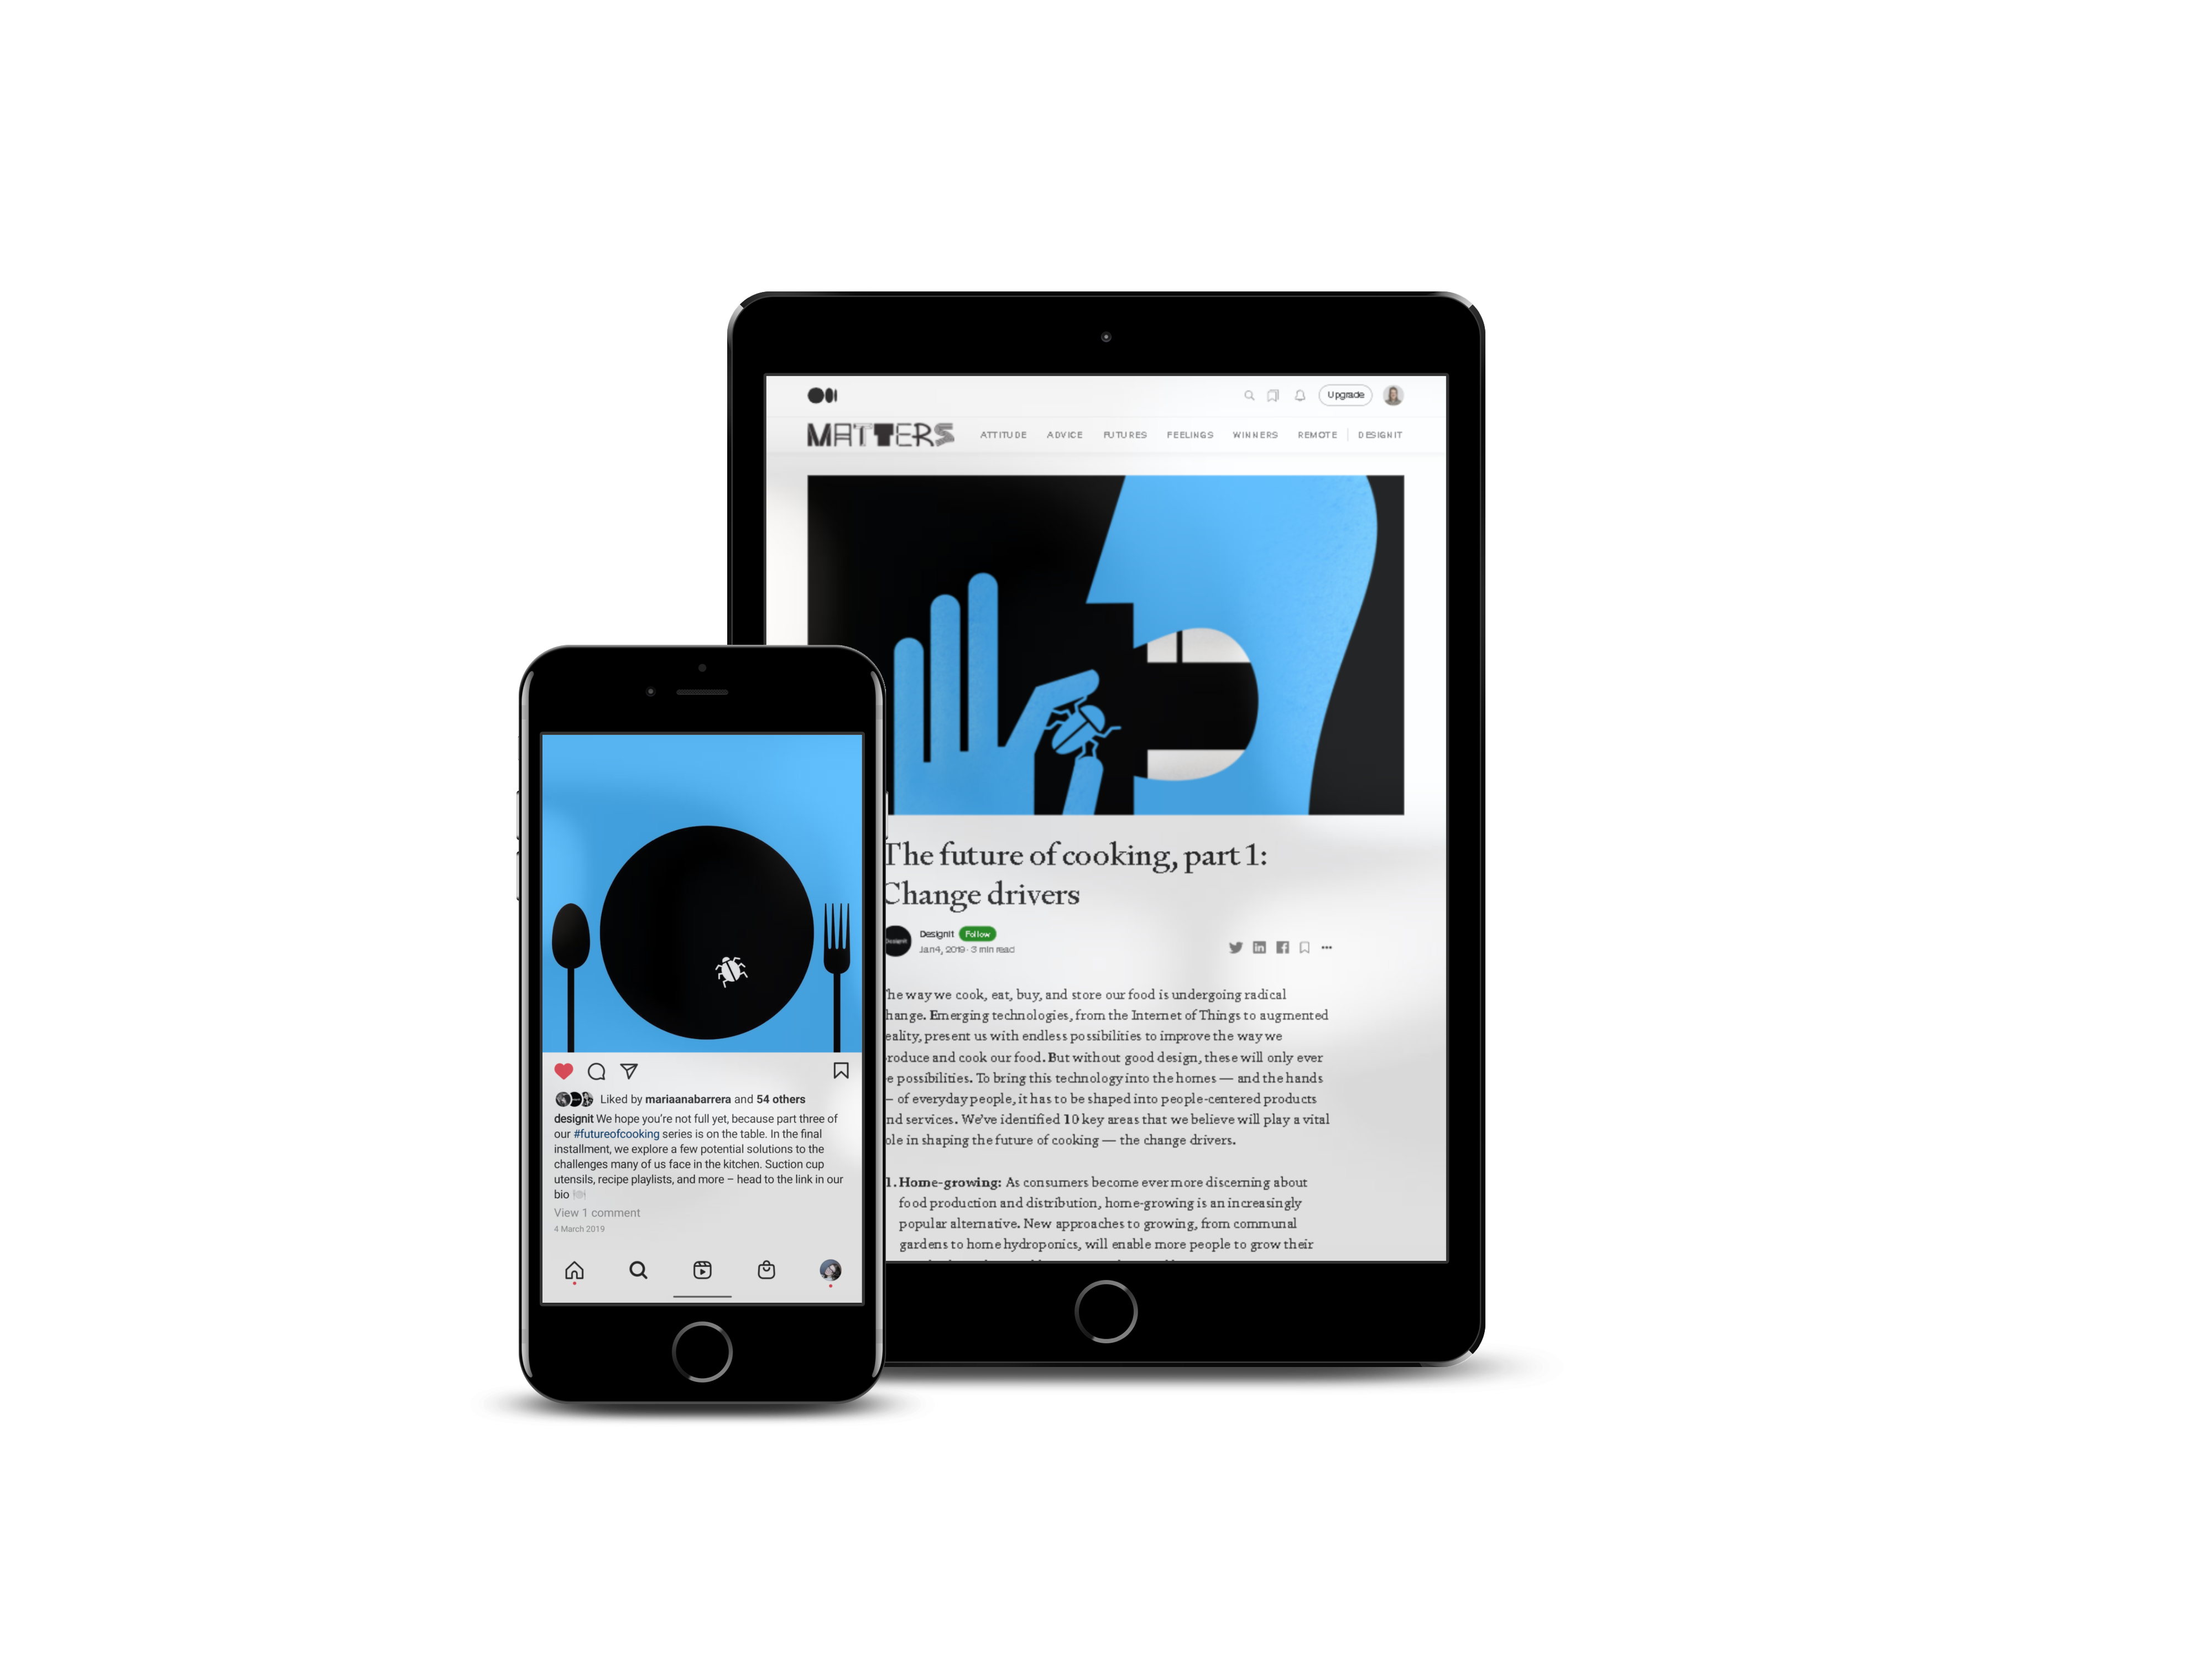 Upgrade
MATTERS ATTITUDE ADVICE FUTURES FEELINGS WINNERS REMOTE DESIGNIT
The future of cooking, part 1:
Change drivers
Designit
Designit Follow
Jan 4, 2019 · 3 min read
he way we cook, eat, buy, and store our food is undergoing radical
hange. Emerging technologies, from the Internet of Things to augmented
eality, present us with endless possibilities to improve the way we
roduce and cook our food. But without good design, these will only ever
e possibilities. To bring this technology into the homes — and the hands
— of everyday people, it has to be shaped into people-centered products
nd services. We've identified 10 key areas that we believe will play a vital
ole in shaping the future of cooking — the change drivers.
1. Home-growing: As consumers become ever more discerning about
food production and distribution, home-growing is an increasingly
popular alternative. New approaches to growing, from communal
gardens to home hydroponics, will enable more people to grow their
Liked by mariaanabarrera and 54 others
designit We hope you're not full yet, because part three of
our #futureofcooking series is on the table. In the final
installment, we explore a few potential solutions to the
challenges many of us face in the kitchen. Suction cup
utensils, recipe playlists, and more – head to the link in our
bio 🍽
View 1 comment
4 March 2019